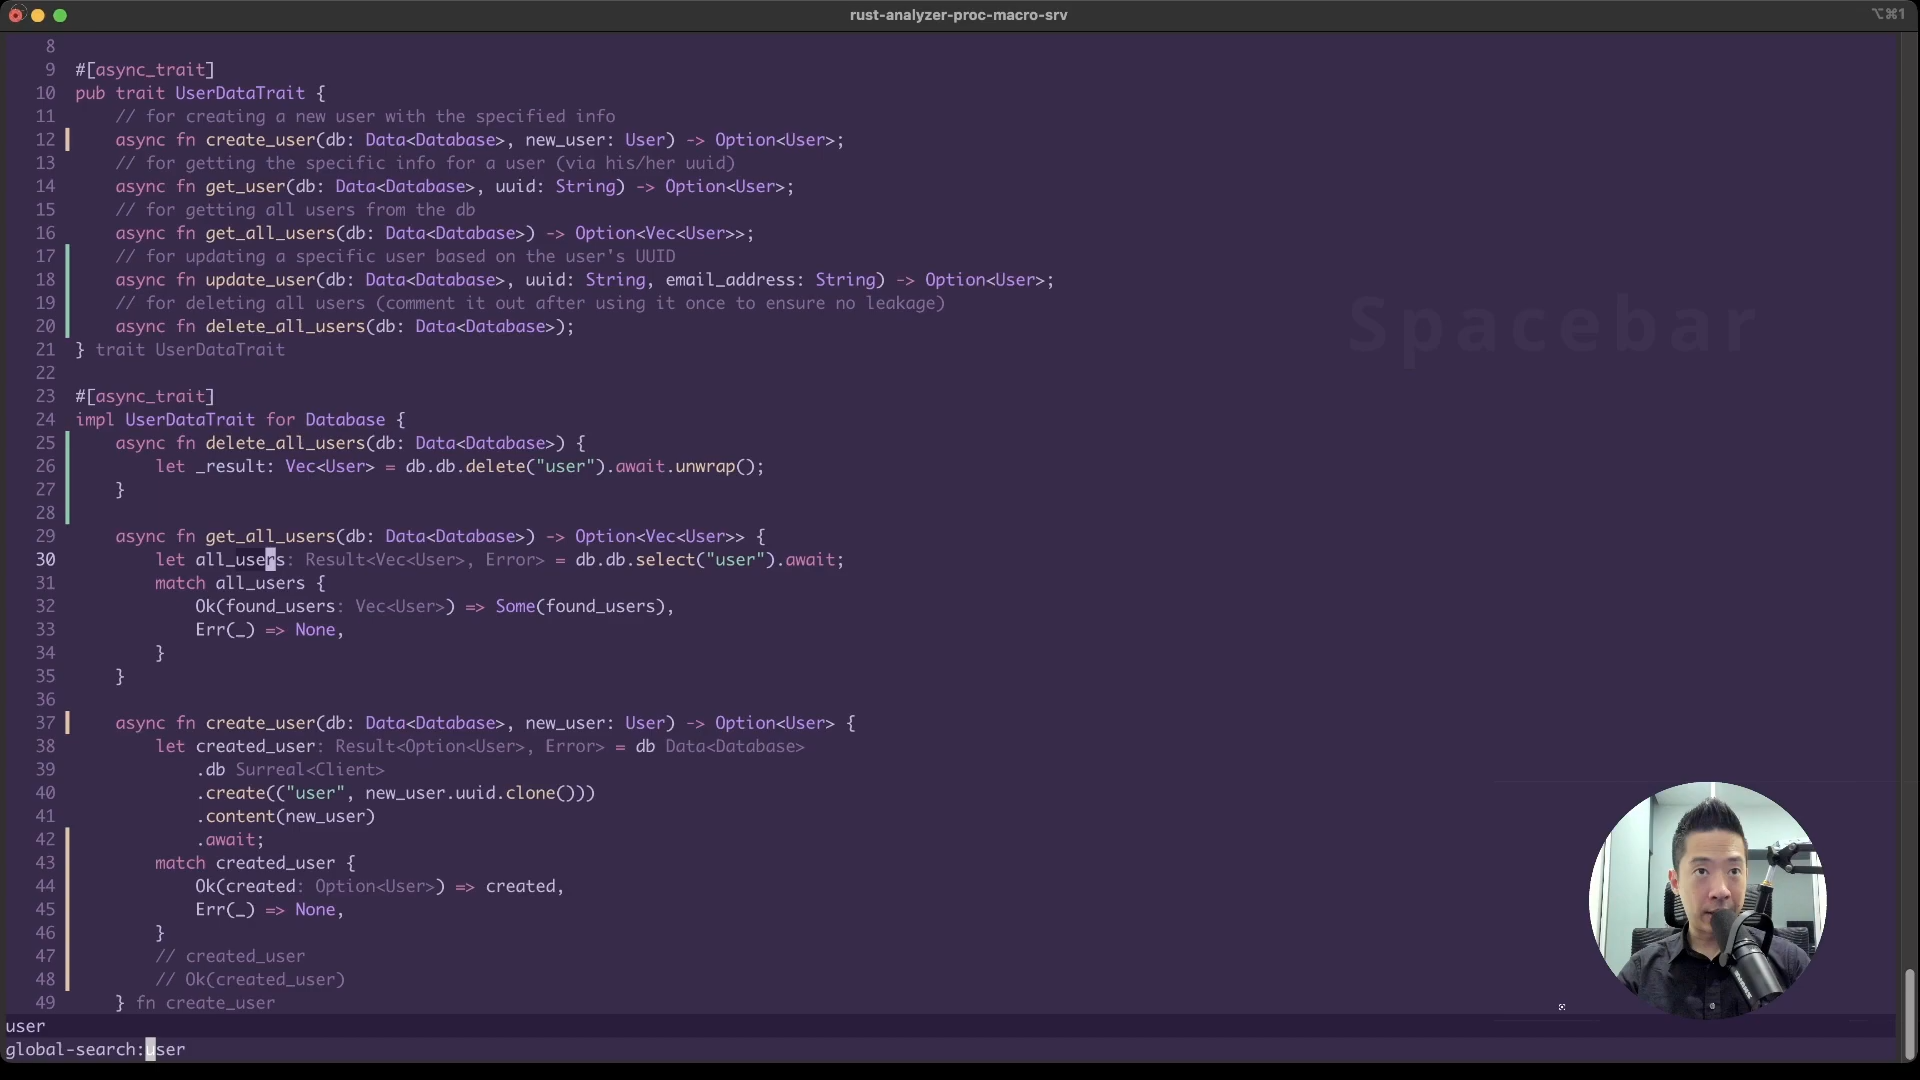 rust-analyzer-proc-macro-srv
⌥⌘1
8
9 #[async_trait]
10 pub trait UserDataTrait {
11 // for creating a new user with the specified info
12 async fn create_user(db: Data<Database>, new_user: User) -> Option<User>;
13 // for getting the specific info for a user (via his/her uuid)
14 async fn get_user(db: Data<Database>, uuid: String) -> Option<User>;
15 // for getting all users from the db
16 async fn get_all_users(db: Data<Database>) -> Option<Vec<User>>;
17 // for updating a specific user based on the user's UUID
18 async fn update_user(db: Data<Database>, uuid: String, email_address: String) -> Option<User>;
19 // for deleting all users (comment it out after using it once to ensure no leakage)
20 async fn delete_all_users(db: Data<Database>);
21 } trait UserDataTrait
22
23 #[async_trait]
24 impl UserDataTrait for Database {
25 async fn delete_all_users(db: Data<Database>) {
26 let _result: Vec<User> = db.db.delete("user").await.unwrap();
27 }
28
29 async fn get_all_users(db: Data<Database>) -> Option<Vec<User>> {
30 let all_users: Result<Vec<User>, Error> = db.db.select("user").await;
31 match all_users {
32 Ok(found_users: Vec<User>) => Some(found_users),
33 Err(_) => None,
34 }
35 }
36
37 async fn create_user(db: Data<Database>, new_user: User) -> Option<User> {
38 let created_user: Result<Option<User>, Error> = db Data<Database>
39 .db Surreal<Client>
40 .create(("user", new_user.uuid.clone()))
41 .content(new_user)
42 .await;
43 match created_user {
44 Ok(created: Option<User>) => created,
45 Err(_) => None,
46 }
47 // created_user
48 // Ok(created_user)
49 } fn create_user
Spacebar
user
global-search:user